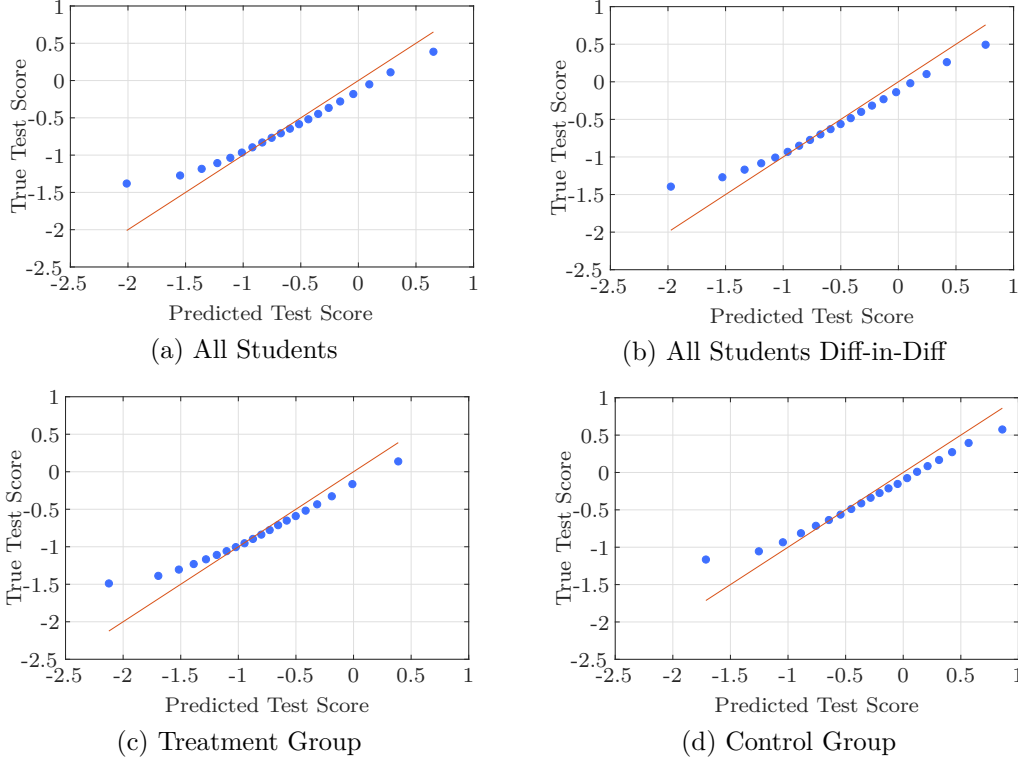 1
0.5
0
-0.5
-1
-1.5
-2
-2.5
True Test Score
-2.5 -2 -1.5 -1 -0.5 0 0.5 1
Predicted Test Score
(a) All Students
1
0.5
0
-0.5
-1
-1.5
-2
-2.5
True Test Score
-2.5 -2 -1.5 -1 -0.5 0 0.5 1
Predicted Test Score
(b) All Students Diff-in-Diff
1
0.5
0
-0.5
-1
-1.5
-2
-2.5
True Test Score
-2.5 -2 -1.5 -1 -0.5 0 0.5 1
Predicted Test Score
(c) Treatment Group
1
0.5
0
-0.5
-1
-1.5
-2
-2.5
True Test Score
-2.5 -2 -1.5 -1 -0.5 0 0.5 1
Predicted Test Score
(d) Control Group